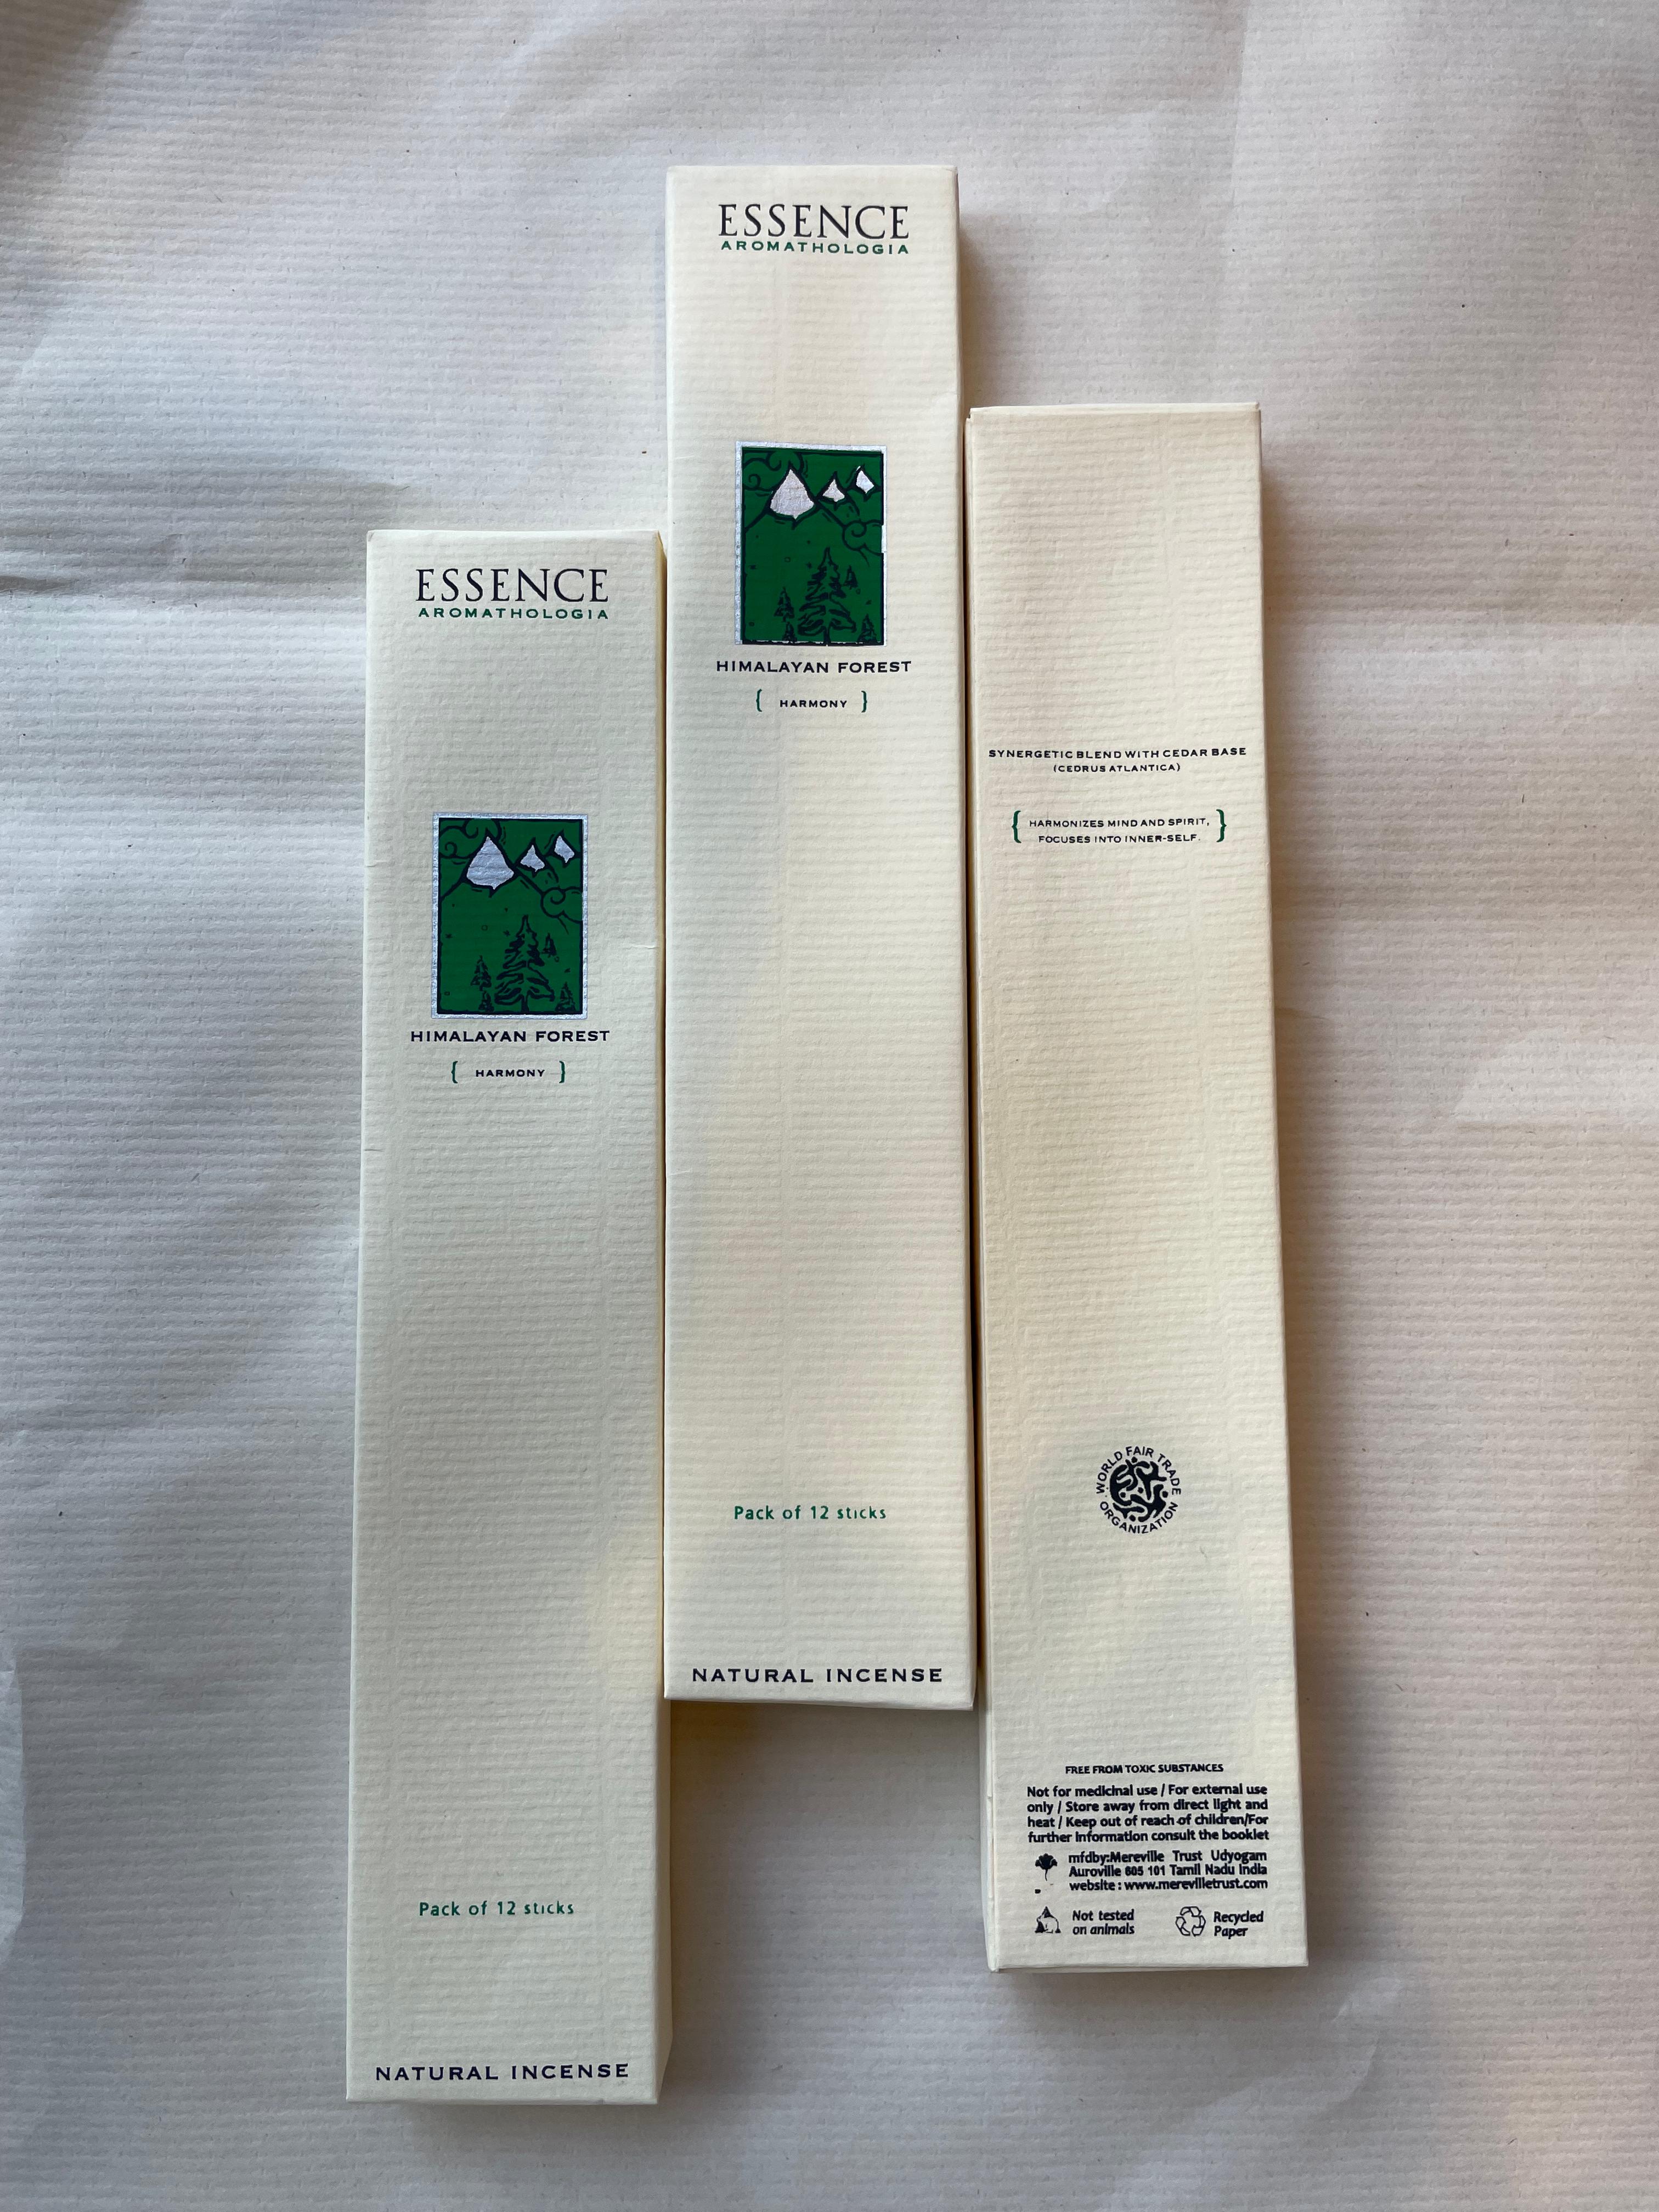 ESSENCE
AROMATHOLOGIA
HIMALAYAN FOREST
{ HARMONY }
Pack of 12 sticks
NATURAL INCENSE
ESSENCE
AROMATHOLOGIA
HIMALAYAN FOREST
{ HARMONY }
Pack of 12 sticks
NATURAL INCENSE
SYNERGETIC BLEND WITH CEDAR BASE
(CEDRUS ATLANTICA)
{ HARMONIZES MIND AND SPIRIT,
FOCUSES INTO INNER-SELF. }
WORLD FAIR TRADE
ORGANIZATION
FREE FROM TOXIC SUBSTANCES
Not for medicinal use / For external use
only / Store away from direct light and
heat / Keep out of reach of children/For
further information consult the booklet
mfdby:Mereville Trust Udyogam
Auroville 605 101 Tamil Nadu India
website : www.merevilletrust.com
Not tested
on animals
Recycled
Paper